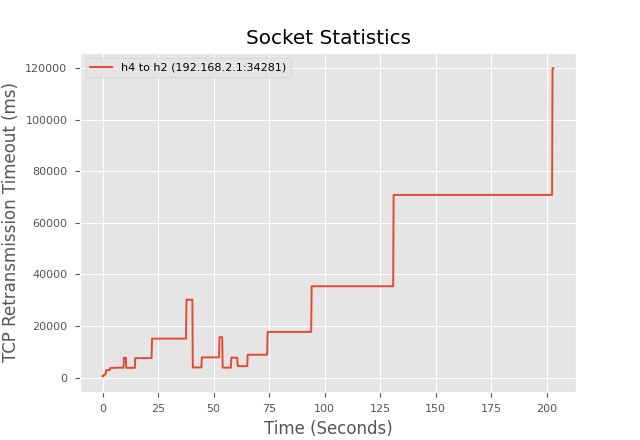 Socket Statistics
h4 to h2 (192.168.2.1:34281)
TCP Retransmission Timeout (ms)
120000
100000
80000
60000
40000
20000
0
0 25 50 75 100 125 150 175 200
Time (Seconds)